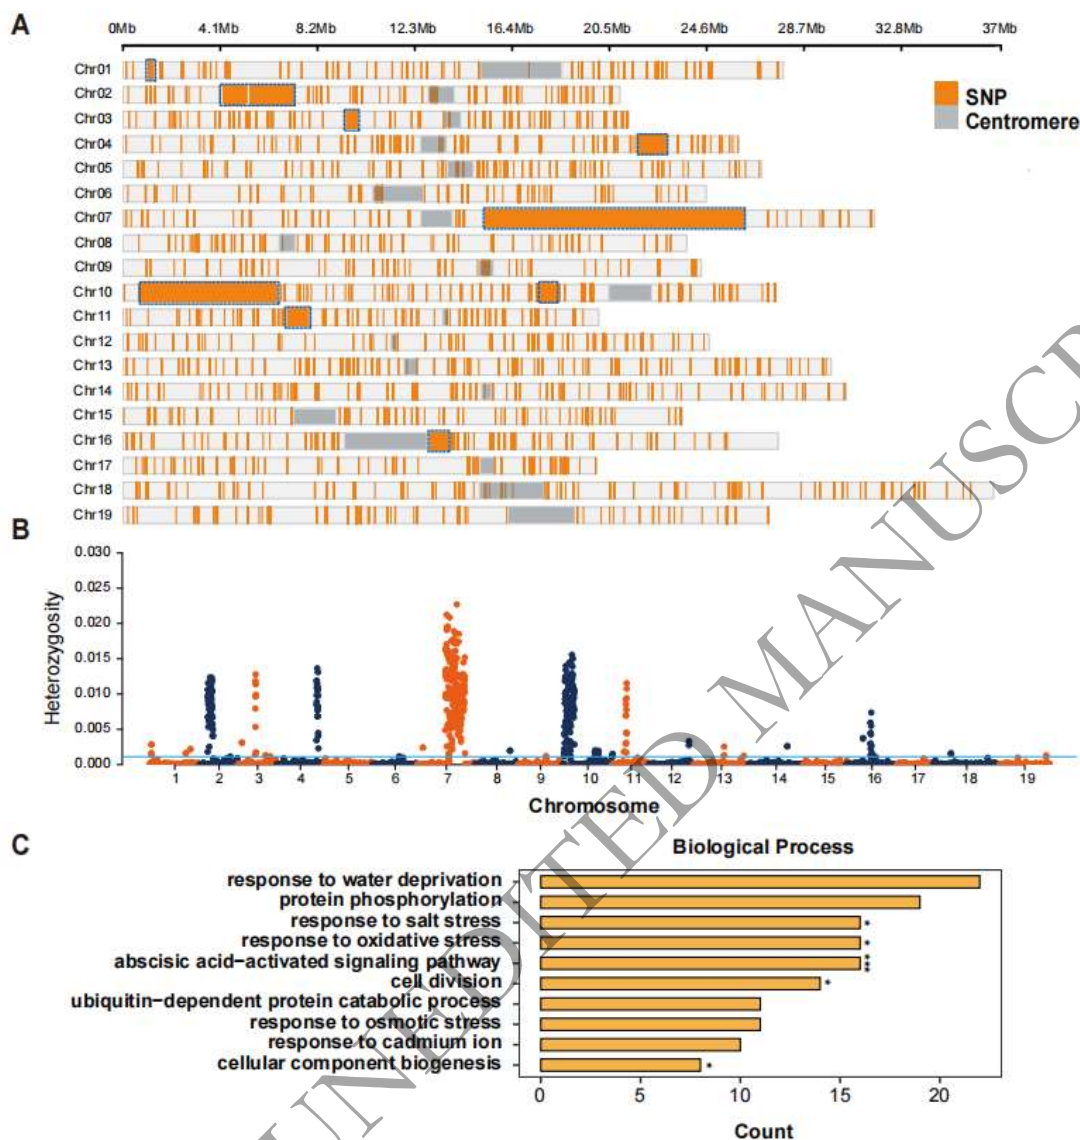 A
0Mb 4.1Mb 8.2Mb 12.3Mb 16.4Mb 20.5Mb 24.6Mb 28.7Mb 32.8Mb 37Mb
Chr01
Chr02
Chr03
Chr04
Chr05
Chr06
Chr07
Chr08
Chr09
Chr10
Chr11
Chr12
Chr13
Chr14
Chr15
Chr16
Chr17
Chr18
Chr19
SNP
Centromere
B
Heterozygosity
0.030
0.025
0.020
0.015
0.010
0.005
0.000
1 2 3 4 5 6 7 8 9 10 11 12 13 14 15 16 17 18 19
Chromosome
C
Biological Process
response to water deprivation
protein phosphorylation
response to salt stress *
response to oxidative stress *
abscisic acid−activated signaling pathway ***
cell division *
ubiquitin−dependent protein catabolic process
response to osmotic stress
response to cadmium ion
cellular component biogenesis *
0 5 10 15 20
Count
UNEDITED MANUSCR